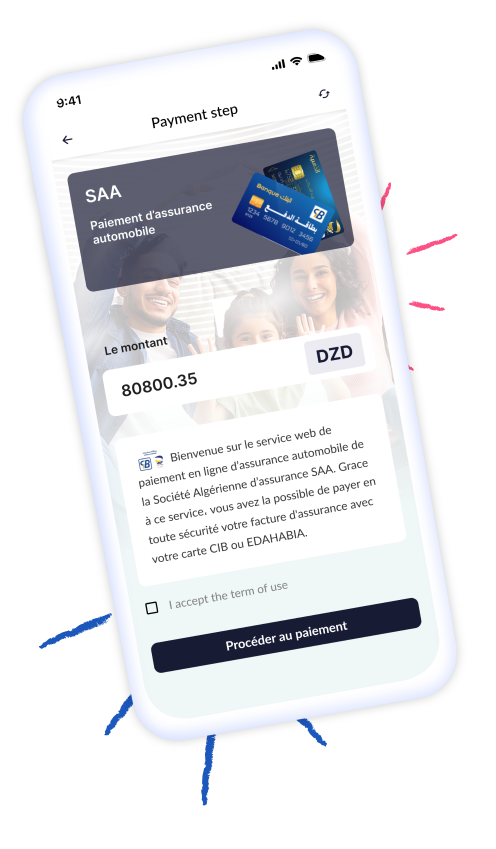 9:41
Payment step
SAA
Paiement d'assurance
automobile
Banque البنك
بطاقة الدفع
1234 5678 9012 3456
CB
Le montant
80800.35
DZD
Bienvenue sur le service web de
paiement en ligne d'assurance automobile de
la Société Algérienne d'assurance SAA. Grace
à ce service, vous avez la possible de payer en
toute sécurité votre facture d'assurance avec
votre carte CIB ou EDAHABIA.
I accept the term of use
Procéder au paiement